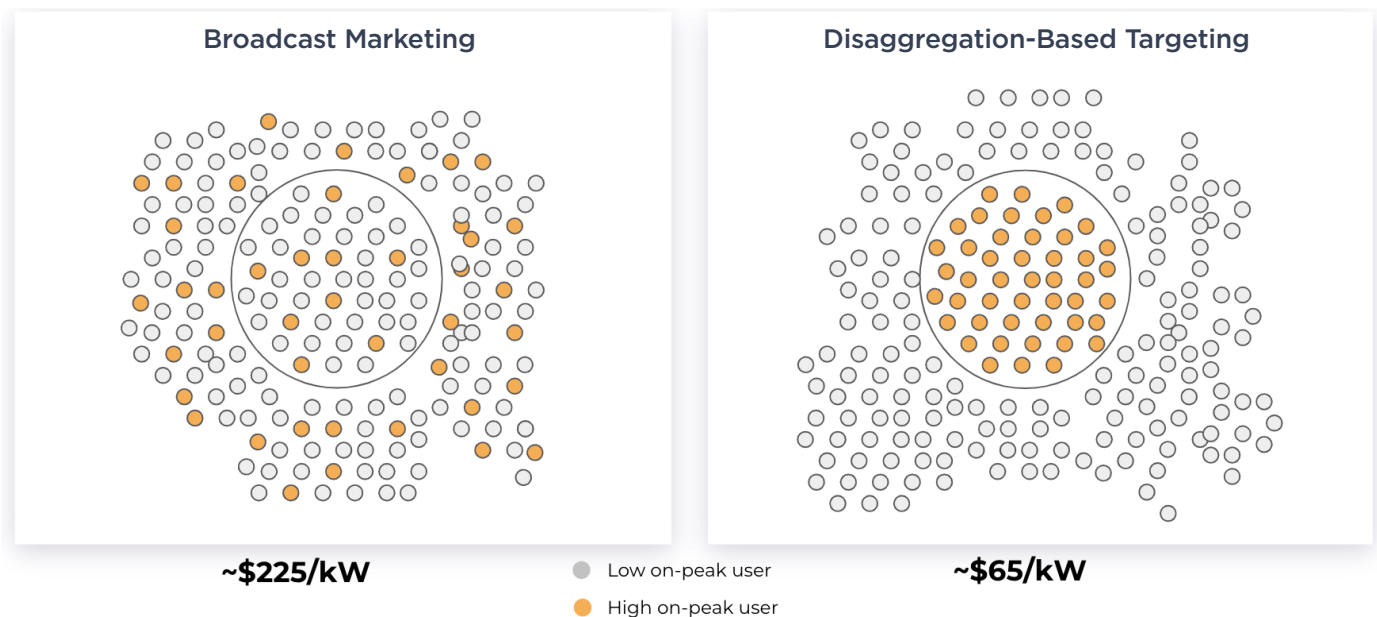 Broadcast Marketing
Disaggregation-Based Targeting
~$225/kW
~$65/kW
Low on-peak user
High on-peak user